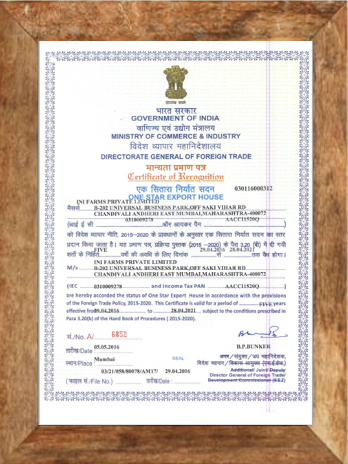 सत्यमेव जयते
भारत सरकार
GOVERNMENT OF INDIA
वाणिज्य एवं उद्योग मंत्रालय
MINISTRY OF COMMERCE & INDUSTRY
विदेश व्यापार महानिदेशालय
DIRECTORATE GENERAL OF FOREIGN TRADE
मान्यता प्रमाण पत्र
Certificate of Recognition
एक सितारा निर्यात सदन 030116000312
ONE STAR EXPORT HOUSE
INI FARMS PRIVATE LIMITED
मैसर्स B-202 UNIVERSAL BUSINESS PARK,OFF SAKI VIHAR RD
CHANDIVALI ANDHERI EAST MUMBAI,MAHARASHTRA-400072
0310009278 AACCI1520Q
(आई ई सी और आयकर पैन )
को विदेश व्यापार नीति, 2015-2020 के प्रावधानों के अनुसार एक सितारा निर्यात सदन का स्तर
प्रदान किया जाता है। यह प्रमाण पत्र, प्रक्रिया पुस्तक (2015-2020) के पैरा 3.20 (बी) में दी गयी
FIVE 29.04.2016 28.04.2021
शर्तों के निहित वर्षों की अवधि के लिए दिनांक से तक वैध होगा।
INI FARMS PRIVATE LIMITED
M/s B-202 UNIVERSAL BUSINESS PARK,OFF SAKI VIHAR RD
CHANDIVALI ANDHERI EAST MUMBAI,MAHARASHTRA-400072
(IEC 0310009278 and Income Tax PAN AACCI1520Q )
are hereby accorded the status of One Star Export House in accordance with the provisions
of the Foreign Trade Policy, 2015-2020. This Certificate is valid for a period of FIVE years
effective from 29.04.2016 to 28.04.2021 subject to the conditions prescribed in
Para 3.20(b) of the Hand Book of Procedures (2015-2020).
सं./No. A/ 6852
तारीख/Date 05.05.2016 B.P.BUNKER
स्थान/Place Mumbai SEAL अपर/संयुक्त/उप महानिदेशक,
विदेश व्यापार/विकास आयुक्त
03/21/058/80078/AM17/ 29.04.2016 Additional/ Joint/ Deputy
Director General of Foreign Trade/
(फाइल सं./File No.) तारीख/Date: Development Commissioner (SEZ)